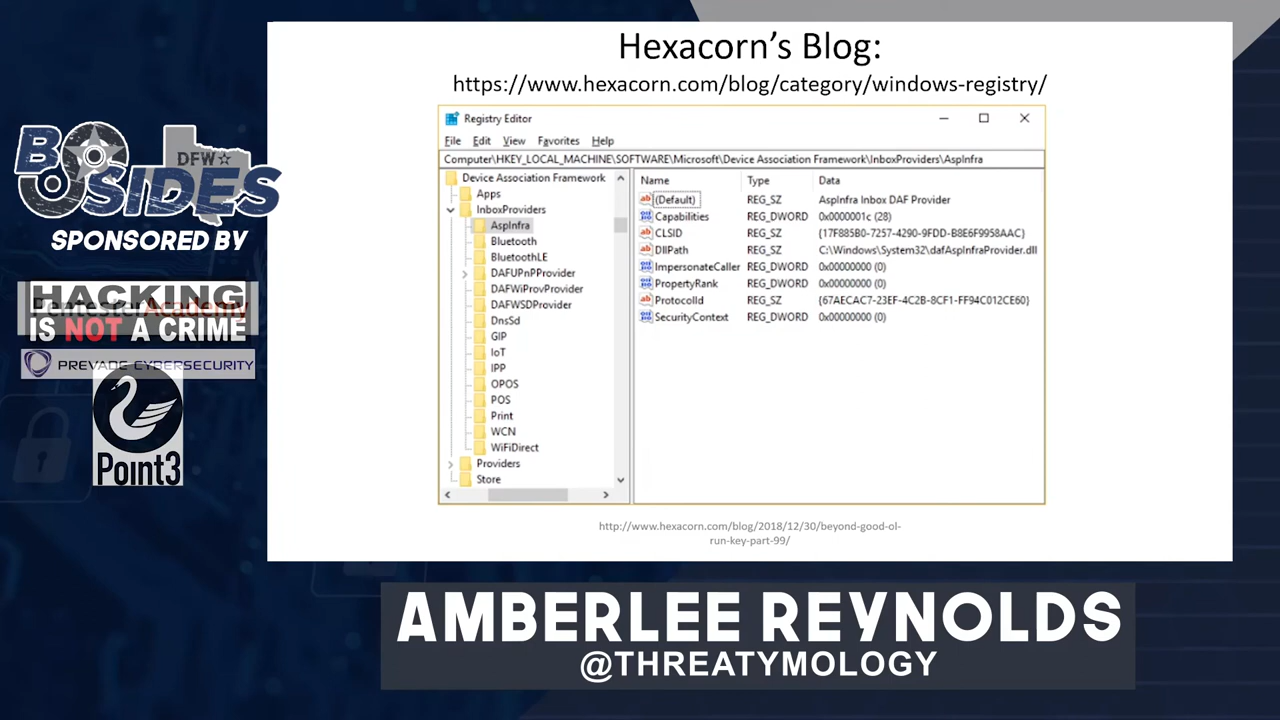 Hexacorn's Blog:
https://www.hexacorn.com/blog/category/windows-registry/
Registry Editor
File Edit View Favorites Help
Computer\HKEY_LOCAL_MACHINE\SOFTWARE\Microsoft\Device Association Framework\InboxProviders\AspInfra
Device Association Framework
Apps
InboxProviders
AspInfra
Bluetooth
BluetoothLE
DAFUPnPProvider
DAFWiProvProvider
DAFWSDProvider
DnsSd
GIP
IoT
IPP
OPOS
POS
Print
WCN
WiFiDirect
Providers
Store
Name Type Data
(Default) REG_SZ AspInfra Inbox DAF Provider
Capabilities REG_DWORD 0x0000001c (28)
CLSID REG_SZ {17F885B0-7257-4290-9FDD-B8E6F9958AAC}
DllPath REG_SZ C:\Windows\System32\dafAspInfraProvider.dll
ImpersonateCaller REG_DWORD 0x00000000 (0)
PropertyRank REG_DWORD 0x00000000 (0)
ProtocolId REG_SZ {67AECAC7-23EF-4C2B-8CF1-FF94C012CE60}
SecurityContext REG_DWORD 0x00000000 (0)
http://www.hexacorn.com/blog/2018/12/30/beyond-good-ol-
run-key-part-99/
BSIDES
DFW
SPONSORED BY
HACKING
PentesterAcademy
IS NOT A CRIME
PREVADE CYBERSECURITY
Point3
AMBERLEE REYNOLDS
@THREATYMOLOGY